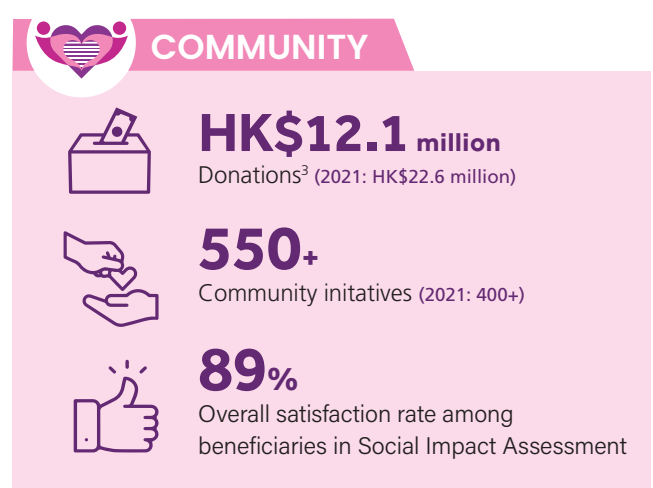 COMMUNITY
HK$12.1 million
Donations³ (2021: HK$22.6 million)
550+
Community initatives (2021: 400+)
89%
Overall satisfaction rate among
beneficiaries in Social Impact Assessment